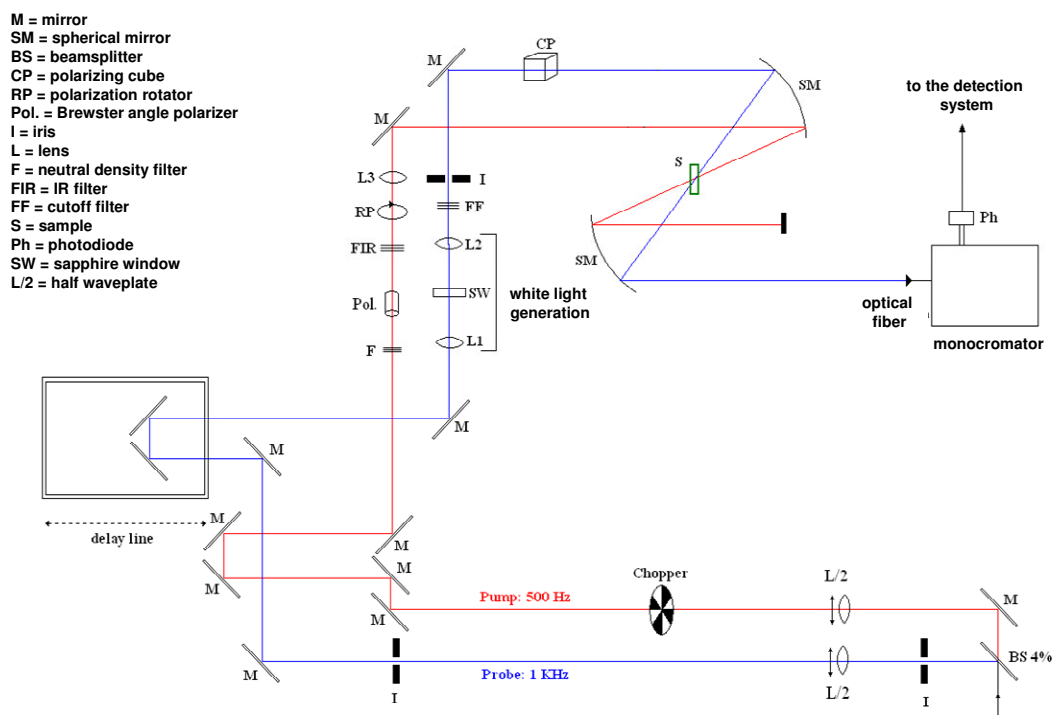 M = mirror
SM = spherical mirror
BS = beamsplitter
CP = polarizing cube
RP = polarization rotator
Pol. = Brewster angle polarizer
I = iris
L = lens
F = neutral density filter
FIR = IR filter
FF = cutoff filter
S = sample
Ph = photodiode
SW = sapphire window
L/2 = half waveplate
CP
M
SM
to the detection
system
M
S
L3
I
RP
FF
Ph
FIR
L2
SM
SW
white light
generation
Pol.
optical
fiber
L1
F
monocromator
M
M
delay line
M
M
M
M
Chopper
L/2
Pump: 500 Hz
M
M
BS 4%
M
Probe: 1 KHz
L/2
I
I